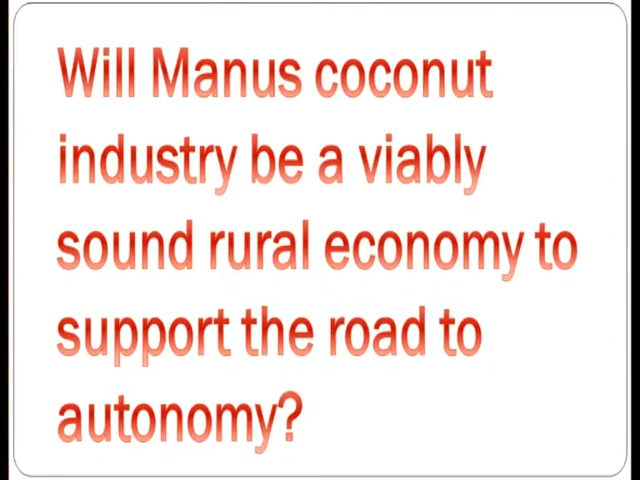 Will Manus coconut
industry be a viably
sound rural economy to
support the road to
autonomy?